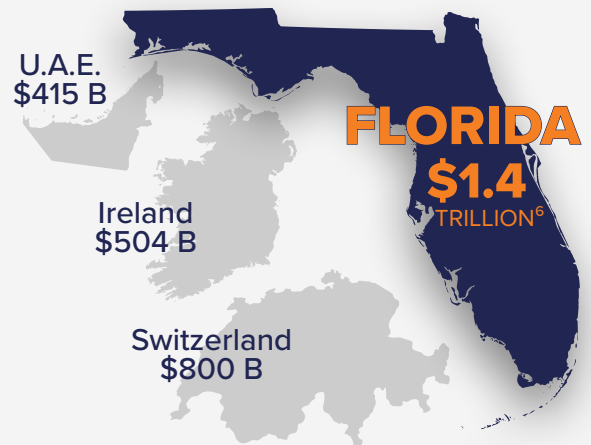 U.A.E.
$415 B
FLORIDA
$1.4
TRILLION⁶
Ireland
$504 B
Switzerland
$800 B